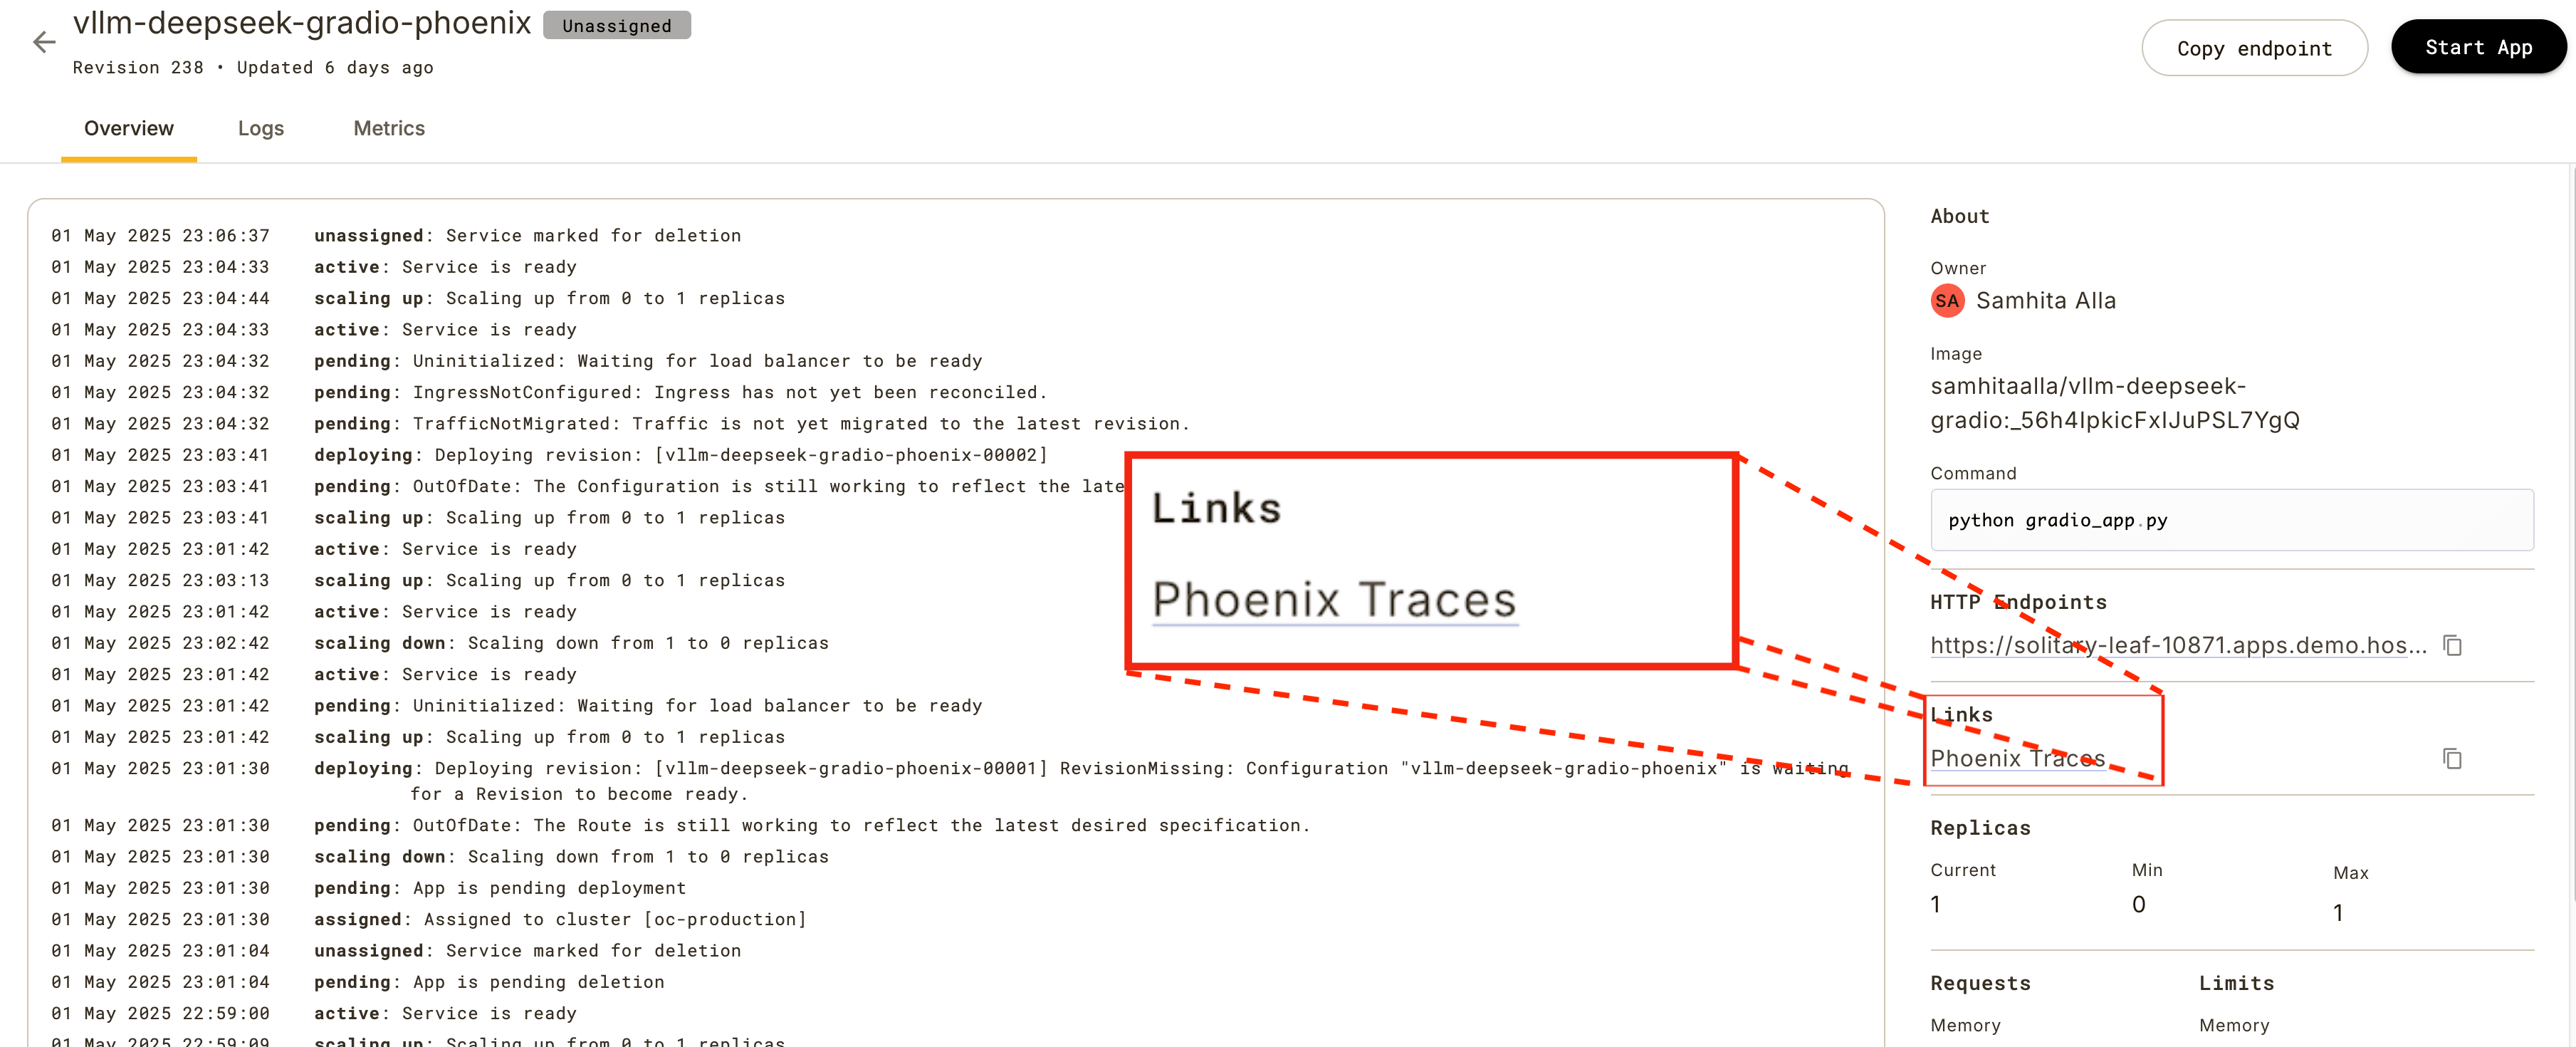 vllm-deepseek-gradio-phoenix Unassigned
Revision 238 • Updated 6 days ago
Copy endpoint
Start App
Overview Logs Metrics
01 May 2025 23:06:37 unassigned: Service marked for deletion
01 May 2025 23:04:33 active: Service is ready
01 May 2025 23:04:44 scaling up: Scaling up from 0 to 1 replicas
01 May 2025 23:04:33 active: Service is ready
01 May 2025 23:04:32 pending: Uninitialized: Waiting for load balancer to be ready
01 May 2025 23:04:32 pending: IngressNotConfigured: Ingress has not yet been reconciled.
01 May 2025 23:04:32 pending: TrafficNotMigrated: Traffic is not yet migrated to the latest revision.
01 May 2025 23:03:41 deploying: Deploying revision: [vllm-deepseek-gradio-phoenix-00002]
01 May 2025 23:03:41 pending: OutOfDate: The Configuration is still working to reflect the late
01 May 2025 23:03:41 scaling up: Scaling up from 0 to 1 replicas
01 May 2025 23:01:42 active: Service is ready
01 May 2025 23:03:13 scaling up: Scaling up from 0 to 1 replicas
01 May 2025 23:01:42 active: Service is ready
01 May 2025 23:02:42 scaling down: Scaling down from 1 to 0 replicas
01 May 2025 23:01:42 active: Service is ready
01 May 2025 23:01:42 pending: Uninitialized: Waiting for load balancer to be ready
01 May 2025 23:01:42 scaling up: Scaling up from 0 to 1 replicas
01 May 2025 23:01:30 deploying: Deploying revision: [vllm-deepseek-gradio-phoenix-00001] RevisionMissing: Configuration "vllm-deepseek-gradio-phoenix" is waiting
for a Revision to become ready.
01 May 2025 23:01:30 pending: OutOfDate: The Route is still working to reflect the latest desired specification.
01 May 2025 23:01:30 scaling down: Scaling down from 1 to 0 replicas
01 May 2025 23:01:30 pending: App is pending deployment
01 May 2025 23:01:30 assigned: Assigned to cluster [oc-production]
01 May 2025 23:01:04 unassigned: Service marked for deletion
01 May 2025 23:01:04 pending: App is pending deletion
01 May 2025 22:59:00 active: Service is ready
01 May 2025 22:59:09 scaling up: Scaling up from 0 to 1 replicas
Links
Phoenix Traces
About
Owner
SA Samhita Alla
Image
samhitaalla/vllm-deepseek-
gradio:_56h4IpkicFxIJuPSL7YgQ
Command
python gradio_app.py
HTTP Endpoints
https://solitary-leaf-10871.apps.demo.hos...
Links
Phoenix Traces
Replicas
Current Min Max
1 0 1
Requests Limits
Memory Memory